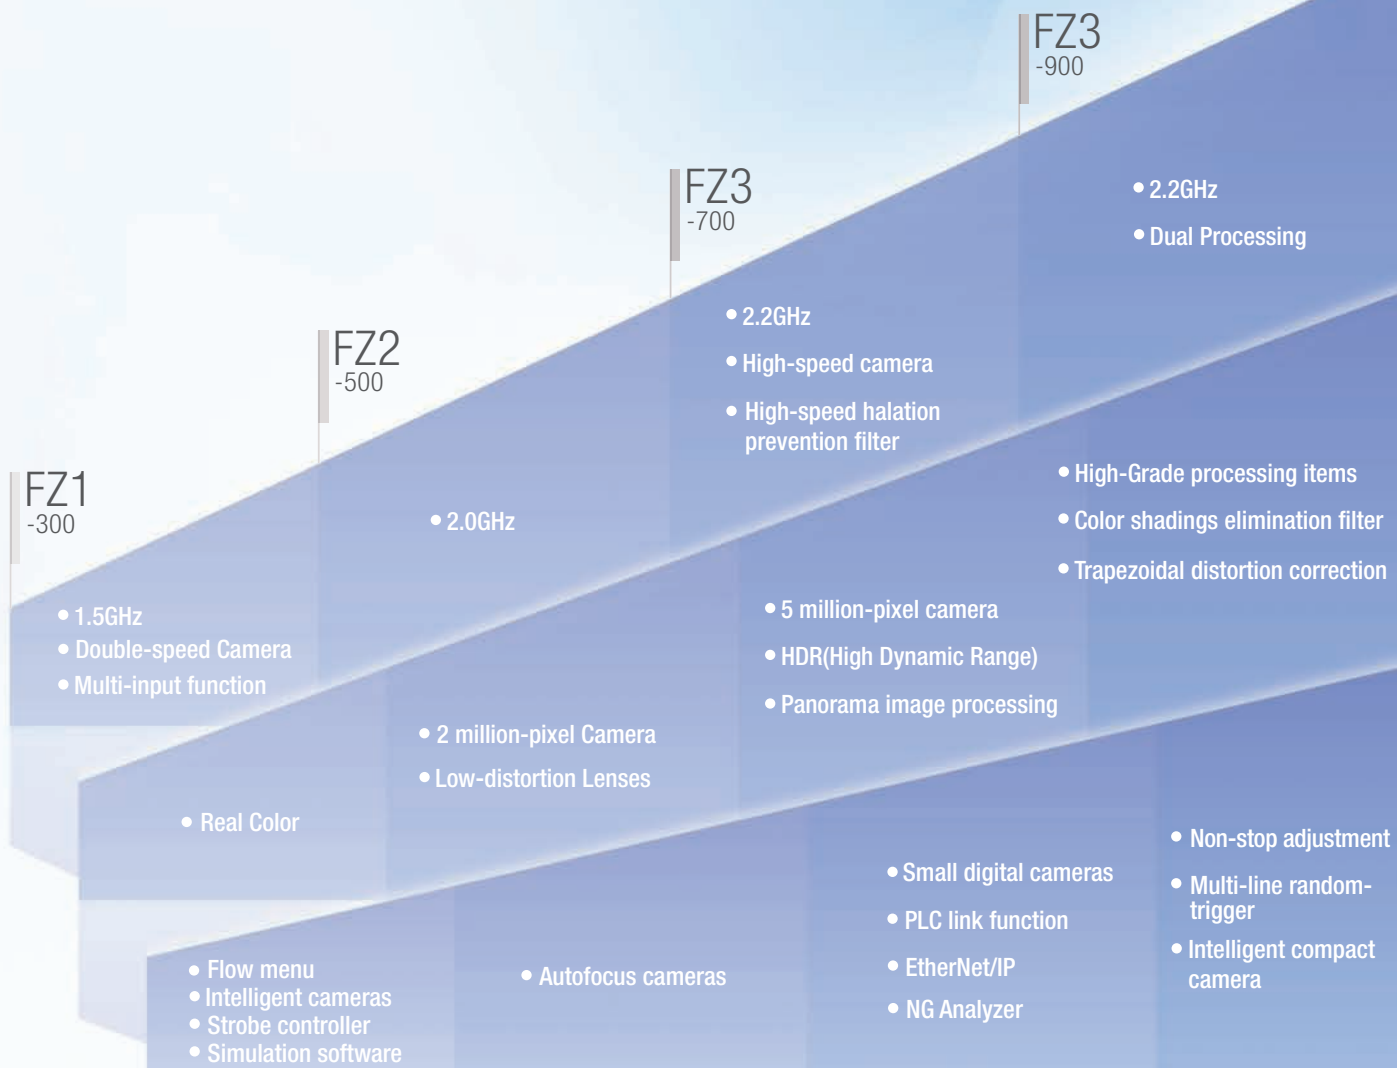 FZ3
-900
• 2.2GHz
• Dual Processing
FZ3
-700
• 2.2GHz
• High-speed camera
• High-speed halation
prevention filter
FZ2
-500
• 2.0GHz
FZ1
-300
• 1.5GHz
• Double-speed Camera
• Multi-input function
• High-Grade processing items
• Color shadings elimination filter
• Trapezoidal distortion correction
• 5 million-pixel camera
• HDR(High Dynamic Range)
• Panorama image processing
• 2 million-pixel Camera
• Low-distortion Lenses
• Real Color
• Non-stop adjustment
• Multi-line random-
trigger
• Intelligent compact
camera
• Small digital cameras
• PLC link function
• EtherNet/IP
• NG Analyzer
• Autofocus cameras
• Flow menu
• Intelligent cameras
• Strobe controller
• Simulation software